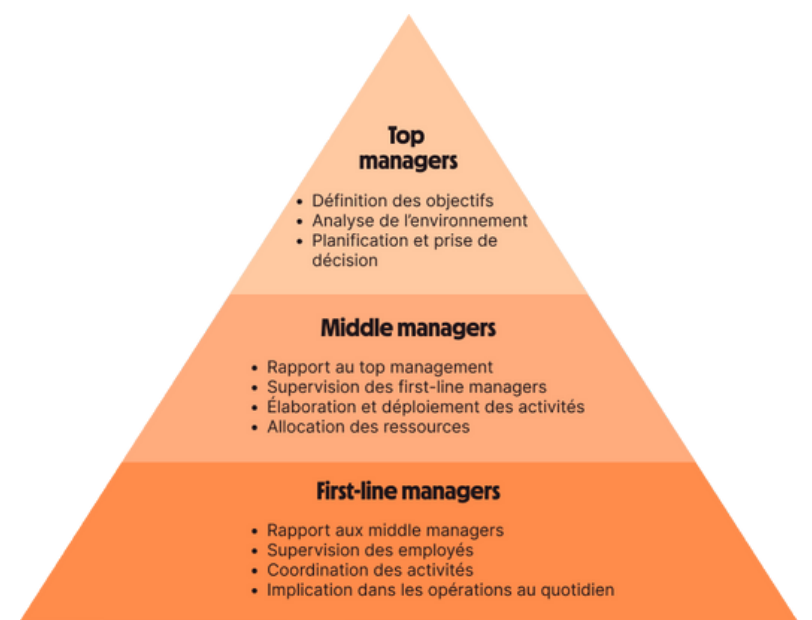 Top
managers
• Définition des objectifs
• Analyse de l’environnement
• Planification et prise de
décision
Middle managers
• Rapport au top management
• Supervision des first-line managers
• Élaboration et déploiement des activités
• Allocation des ressources
First-line managers
• Rapport aux middle managers
• Supervision des employés
• Coordination des activités
• Implication dans les opérations au quotidien